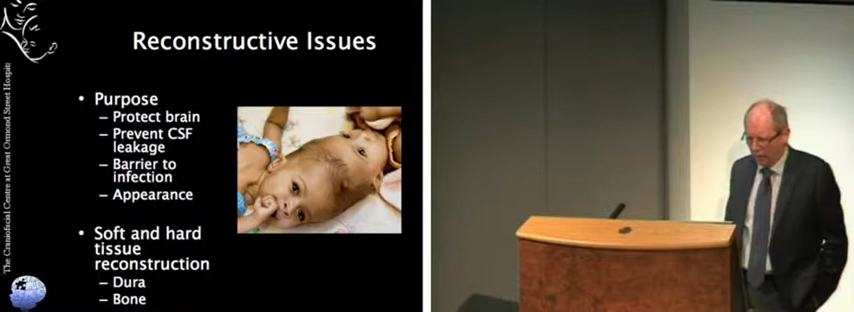 Reconstructive Issues
• Purpose
– Protect brain
– Prevent CSF
leakage
– Barrier to
infection
– Appearance
• Soft and hard
tissue
reconstruction
– Dura
– Bone
The Craniofacial Centre at Great Ormond Street Hospit